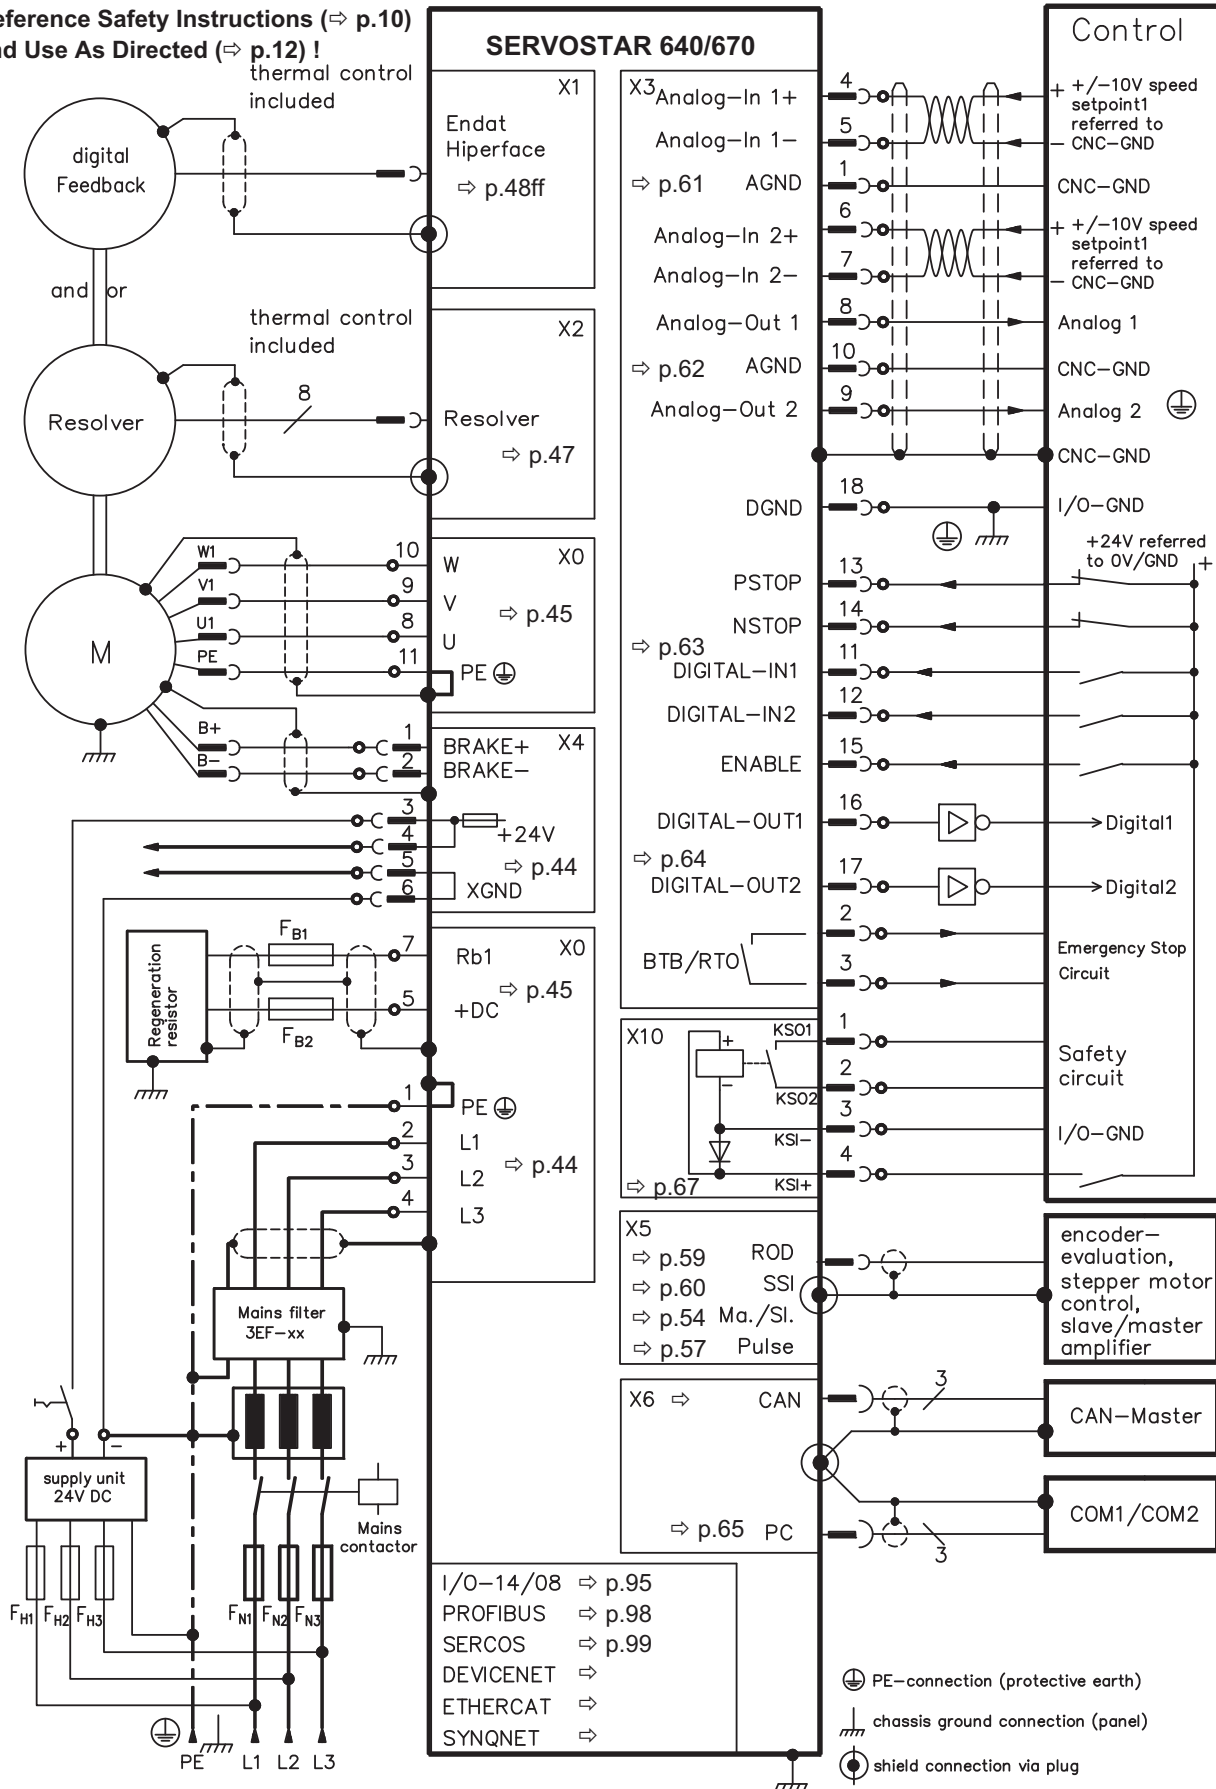 eference Safety Instructions (⇨ p.10)
nd Use As Directed (⇨ p.12) !
SERVOSTAR 640/670
Control
thermal control
included
digital
Feedback
X1
Endat
Hiperface
⇨ p.48ff
and or
thermal control
included
Resolver
8
X2
Resolver
⇨ p.47
M
W1
V1
U1
PE
10
9
8
11
W
V
U
PE
X0
⇨ p.45
B+
B-
1
2
BRAKE+
BRAKE-
X4
3
4
5
6
+24V
⇨ p.44
XGND
Regeneration
resistor
FB1
FB2
7
5
Rb1
+DC
X0
⇨ p.45
1
2
3
4
PE
L1
L2
L3
⇨ p.44
Mains filter
3EF-xx
+ -
supply unit
24V DC
Mains
contactor
FH1 FH2 FH3
FN1 FN2 FN3
PE L1 L2 L3
I/O-14/08 ⇨ p.95
PROFIBUS ⇨ p.98
SERCOS ⇨ p.99
DEVICENET ⇨
ETHERCAT ⇨
SYNQNET ⇨
X3
Analog-In 1+ 4
Analog-In 1- 5
⇨ p.61 AGND 1
Analog-In 2+ 6
Analog-In 2- 7
Analog-Out 1 8
⇨ p.62 AGND 10
Analog-Out 2 9
DGND 18
PSTOP 13
NSTOP 14
⇨ p.63
DIGITAL-IN1 11
DIGITAL-IN2 12
ENABLE 15
DIGITAL-OUT1 16
⇨ p.64
DIGITAL-OUT2 17
BTB/RTO 2
3
+ +/-10V speed
setpoint1
referred to
- CNC-GND
CNC-GND
+ +/-10V speed
setpoint1
referred to
- CNC-GND
Analog 1
CNC-GND
Analog 2
CNC-GND
I/O-GND
+24V referred
to 0V/GND +
Digital1
Digital2
Emergency Stop
Circuit
X10
+
-
KSO1 1
KSO2 2
KSI- 3
KSI+ 4
⇨ p.67
Safety
circuit
I/O-GND
X5
⇨ p.59 ROD
⇨ p.60 SSI
⇨ p.54 Ma./Sl.
⇨ p.57 Pulse
encoder-
evaluation,
stepper motor
control,
slave/master
amplifier
X6 ⇨ CAN
3
CAN-Master
⇨ p.65 PC
3
COM1/COM2
PE-connection (protective earth)
chassis ground connection (panel)
shield connection via plug